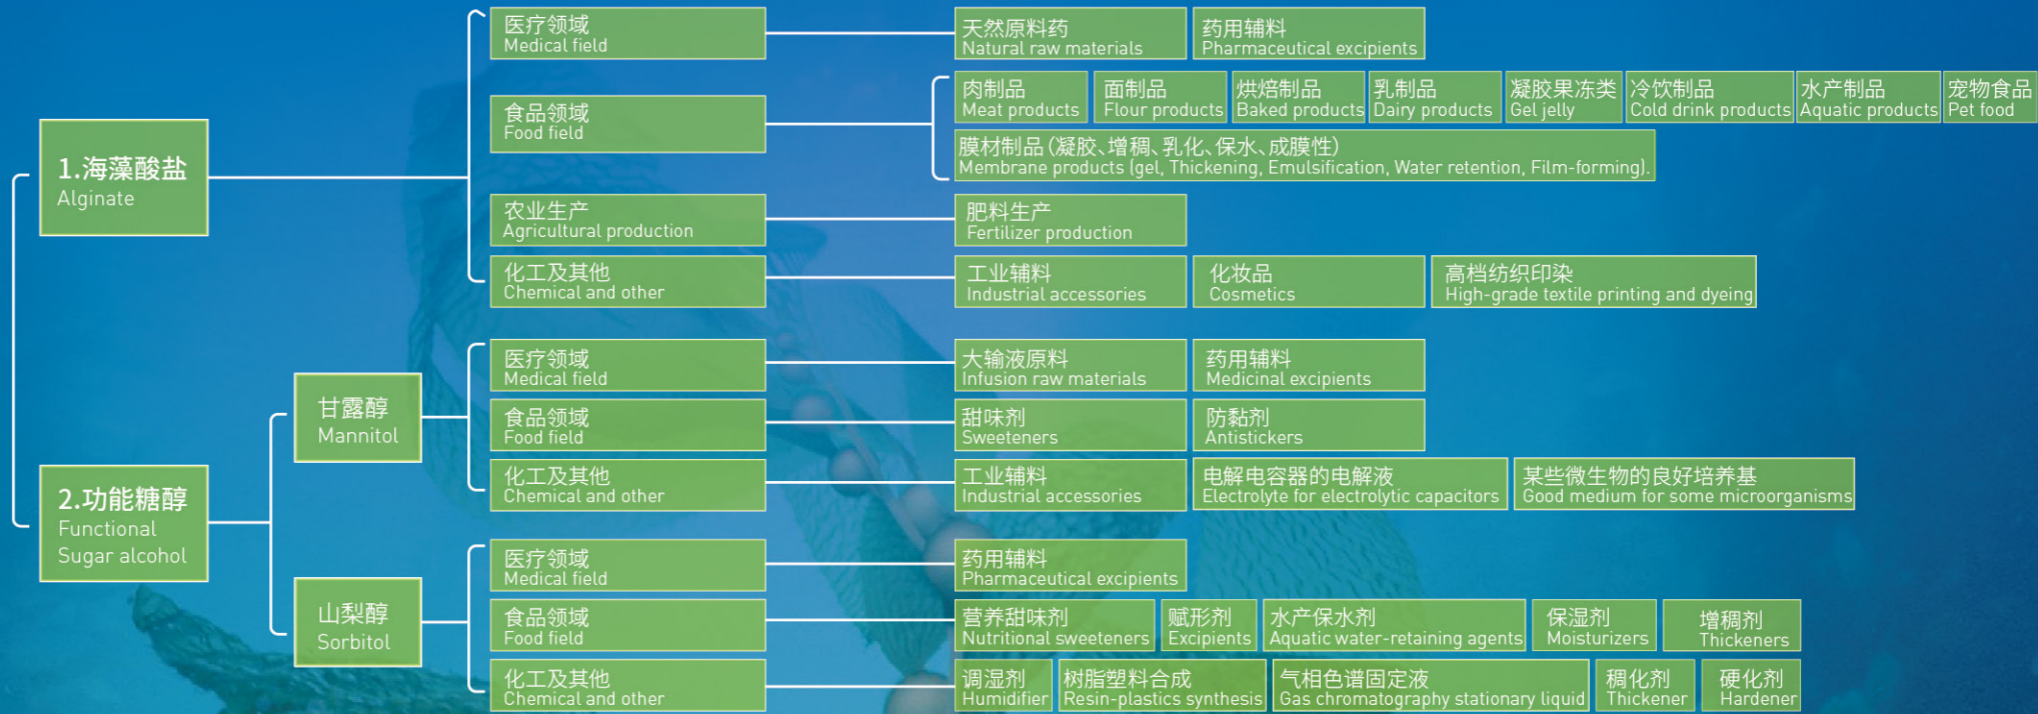 1.海藻酸盐
Alginate
医疗领域
Medical field
天然原料药
Natural raw materials
药用辅料
Pharmaceutical excipients
食品领域
Food field
肉制品
Meat products
面制品
Flour products
烘焙制品
Baked products
乳制品
Dairy products
凝胶果冻类
Gel jelly
冷饮制品
Cold drink products
水产制品
Aquatic products
宠物食品
Pet food
膜材制品(凝胶、增稠、乳化、保水、成膜性)
Membrane products (gel, Thickening, Emulsification, Water retention, Film-forming).
农业生产
Agricultural production
肥料生产
Fertilizer production
化工及其他
Chemical and other
工业辅料
Industrial accessories
化妆品
Cosmetics
高档纺织印染
High-grade textile printing and dyeing
2.功能糖醇
Functional
Sugar alcohol
甘露醇
Mannitol
医疗领域
Medical field
大输液原料
Infusion raw materials
药用辅料
Medicinal excipients
食品领域
Food field
甜味剂
Sweeteners
防黏剂
Antistickers
化工及其他
Chemical and other
工业辅料
Industrial accessories
电解电容器的电解液
Electrolyte for electrolytic capacitors
某些微生物的良好培养基
Good medium for some microorganisms
山梨醇
Sorbitol
医疗领域
Medical field
药用辅料
Pharmaceutical excipients
食品领域
Food field
营养甜味剂
Nutritional sweeteners
赋形剂
Excipients
水产保水剂
Aquatic water-retaining agents
保湿剂
Moisturizers
增稠剂
Thickeners
化工及其他
Chemical and other
调湿剂
Humidifier
树脂塑料合成
Resin-plastics synthesis
气相色谱固定液
Gas chromatography stationary liquid
稠化剂
Thickener
硬化剂
Hardener